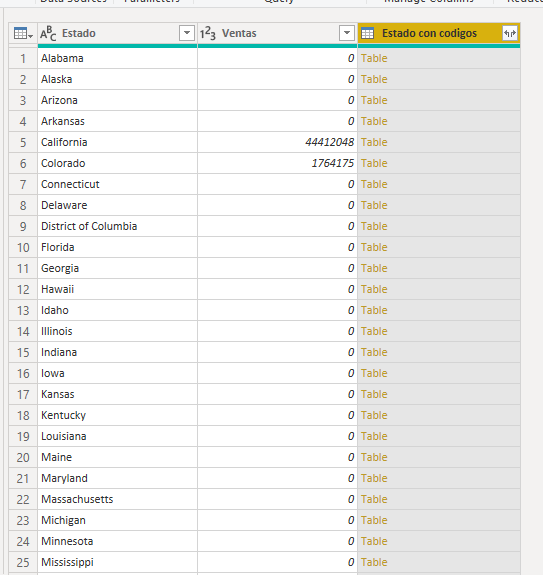 Data Sources Parameters Query Manage Columns
ABC Estado 123 Ventas Estado con codigos
1 Alabama 0 Table
2 Alaska 0 Table
3 Arizona 0 Table
4 Arkansas 0 Table
5 California 44412048 Table
6 Colorado 1764175 Table
7 Connecticut 0 Table
8 Delaware 0 Table
9 District of Columbia 0 Table
10 Florida 0 Table
11 Georgia 0 Table
12 Hawaii 0 Table
13 Idaho 0 Table
14 Illinois 0 Table
15 Indiana 0 Table
16 Iowa 0 Table
17 Kansas 0 Table
18 Kentucky 0 Table
19 Louisiana 0 Table
20 Maine 0 Table
21 Maryland 0 Table
22 Massachusetts 0 Table
23 Michigan 0 Table
24 Minnesota 0 Table
25 Mississippi 0 Table